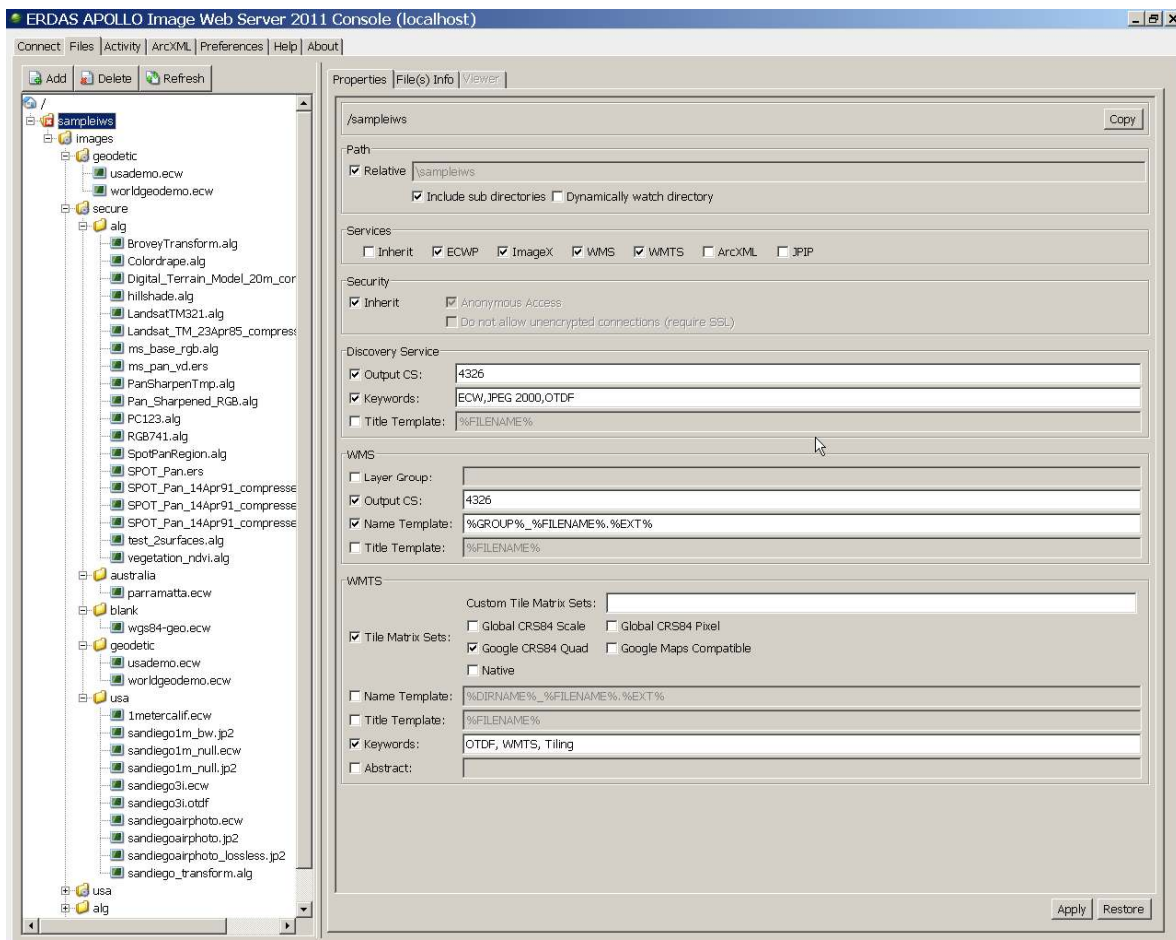 ERDAS APOLLO Image Web Server 2011 Console (localhost)
Connect Files Activity ArcXML Preferences Help About
Add Delete Refresh
/
sampleiws
images
geodetic
usademo.ecw
worldgeodemo.ecw
secure
alg
BroveyTransform.alg
Colordrape.alg
Digital_Terrain_Model_20m_cor
hillshade.alg
LandsatTM321.alg
Landsat_TM_23Apr85_compress
ms_base_rgb.alg
ms_pan_vd.ers
PanSharpenTmp.alg
Pan_Sharpened_RGB.alg
PC123.alg
RGB741.alg
SpotPanRegion.alg
SPOT_Pan.ers
SPOT_Pan_14Apr91_compresse
SPOT_Pan_14Apr91_compresse
SPOT_Pan_14Apr91_compresse
test_2surfaces.alg
vegetation_ndvi.alg
australia
parramatta.ecw
blank
wgs84-geo.ecw
geodetic
usademo.ecw
worldgeodemo.ecw
usa
1metercalif.ecw
sandiego1m_bw.jp2
sandiego1m_null.ecw
sandiego1m_null.jp2
sandiego3i.ecw
sandiego3i.otdf
sandiegoairphoto.ecw
sandiegoairphoto.jp2
sandiegoairphoto_lossless.jp2
sandiego_transform.alg
usa
alg
Properties File(s) Info Viewer
/sampleiws Copy
Path
Relative \sampleiws
Include sub directories Dynamically watch directory
Services
Inherit ECWP ImageX WMS WMTS ArcXML JPIP
Security
Inherit Anonymous Access
Do not allow unencrypted connections (require SSL)
Discovery Service
Output CS: 4326
Keywords: ECW,JPEG 2000,OTDF
Title Template: %FILENAME%
WMS
Layer Group:
Output CS: 4326
Name Template: %GROUP%_%FILENAME%.%EXT%
Title Template: %FILENAME%
WMTS
Custom Tile Matrix Sets:
Tile Matrix Sets: Global CRS84 Scale Global CRS84 Pixel
Google CRS84 Quad Google Maps Compatible
Native
Name Template: %DIRNAME%_%FILENAME%.%EXT%
Title Template: %FILENAME%
Keywords: OTDF, WMTS, Tiling
Abstract:
Apply Restore